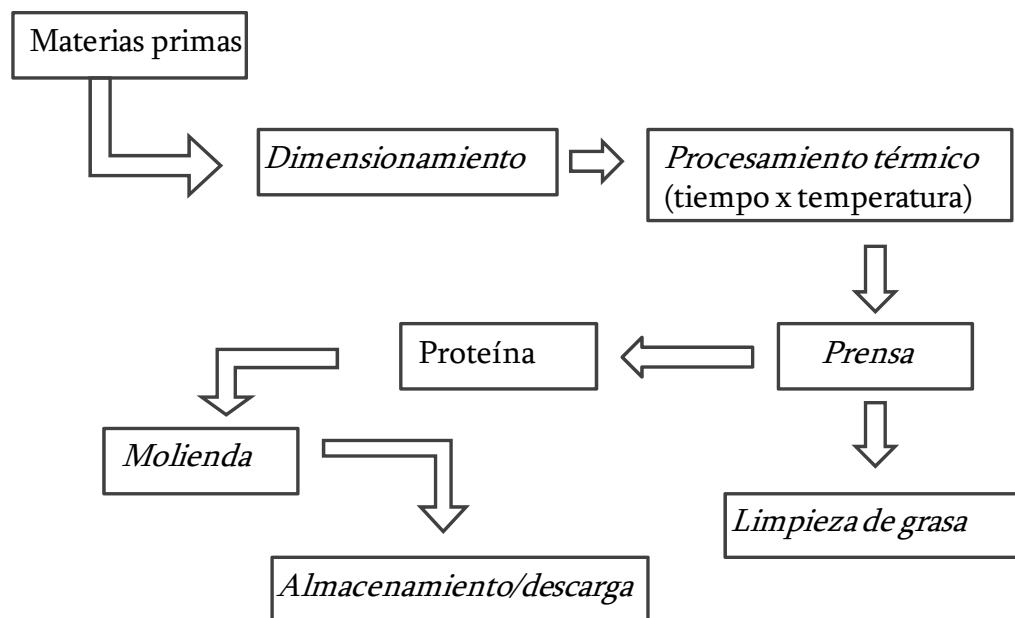 Materias primas
Dimensionamiento
Procesamiento térmico
(tiempo x temperatura)
Prensa
Proteína
Molienda
Limpieza de grasa
Almacenamiento/descarga